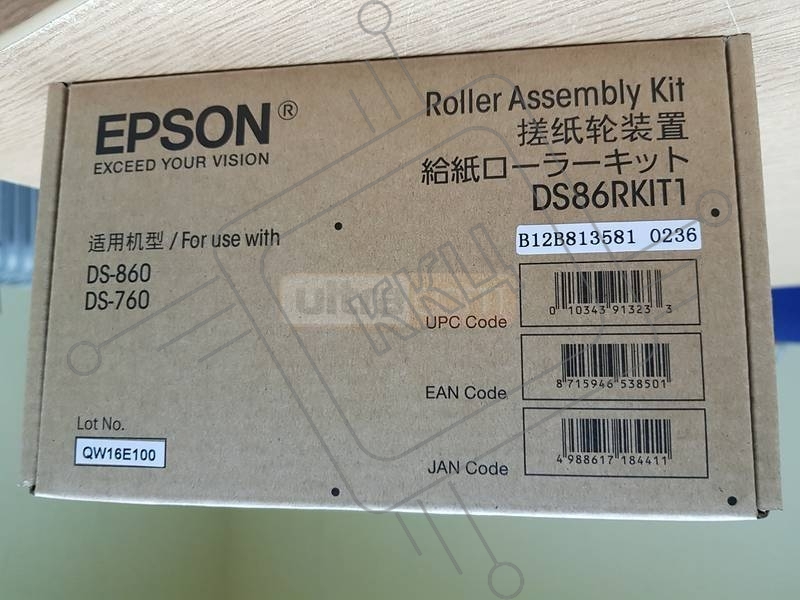 EPSON®
EXCEED YOUR VISION
Roller Assembly Kit
搓纸轮装置
給紙ローラーキット
DS86RKIT1
B12B813581 0236
适用机型 / For use with
DS-860
DS-760
UPC Code
0 10343 91323 3
EAN Code
8 715946 538501
JAN Code
4 988617 184411
Lot No.
QW16E100
KKL